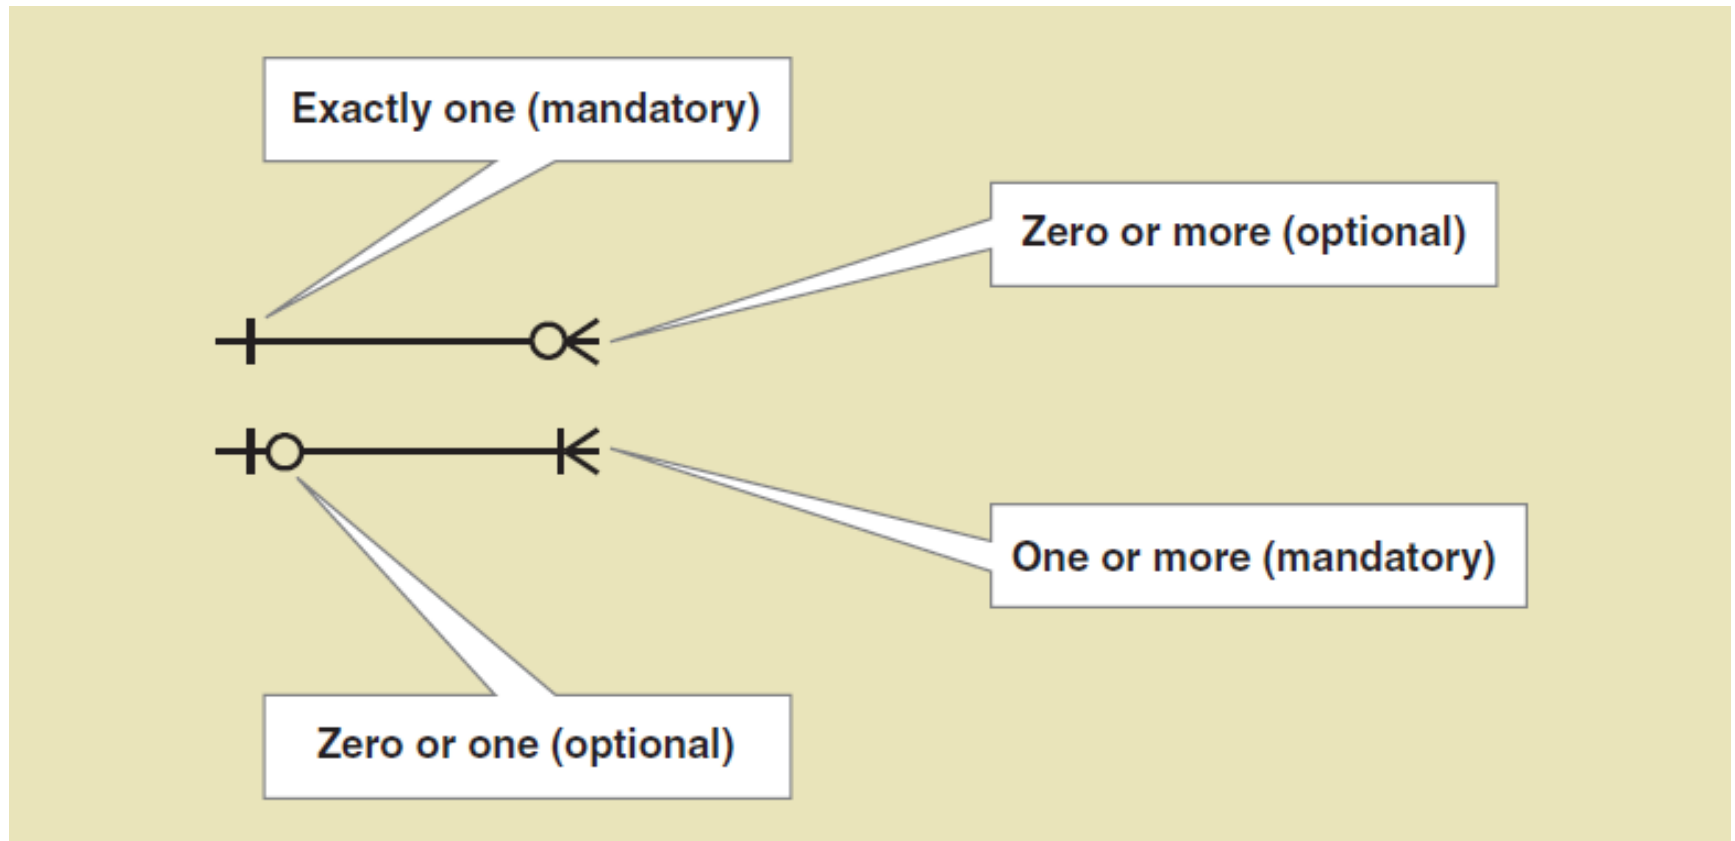 Exactly one (mandatory)
Zero or more (optional)
One or more (mandatory)
Zero or one (optional)